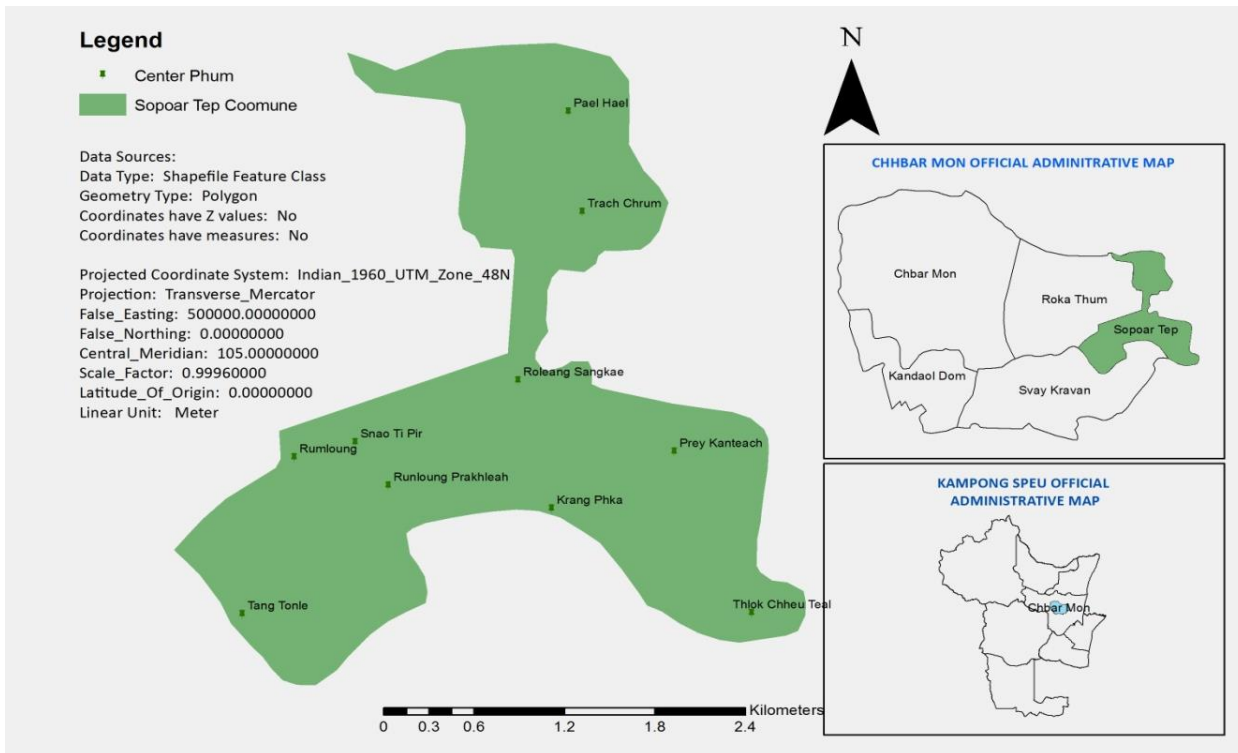 Legend
Center Phum
Sopoar Tep Coomune
Data Sources:
Data Type: Shapefile Feature Class
Geometry Type: Polygon
Coordinates have Z values: No
Coordinates have measures: No
Projected Coordinate System: Indian_1960_UTM_Zone_48N
Projection: Transverse_Mercator
False_Easting: 500000.00000000
False_Northing: 0.00000000
Central_Meridian: 105.00000000
Scale_Factor: 0.99960000
Latitude_Of_Origin: 0.00000000
Linear Unit: Meter
Pael Hael
Trach Chrum
Roleang Sangkae
Snao Ti Pir
Rumloung
Runloung Prakhleah
Prey Kanteach
Krang Phka
Tang Tonle
Thlok Chheu Teal
0 0.3 0.6 1.2 1.8 2.4
Kilometers
N
CHHBAR MON OFFICIAL ADMINITRATIVE MAP
Chbar Mon
Roka Thum
Sopoar Tep
Kandaol Dom
Svay Kravan
KAMPONG SPEU OFFICIAL
ADMINISTRATIVE MAP
Chbar Mon